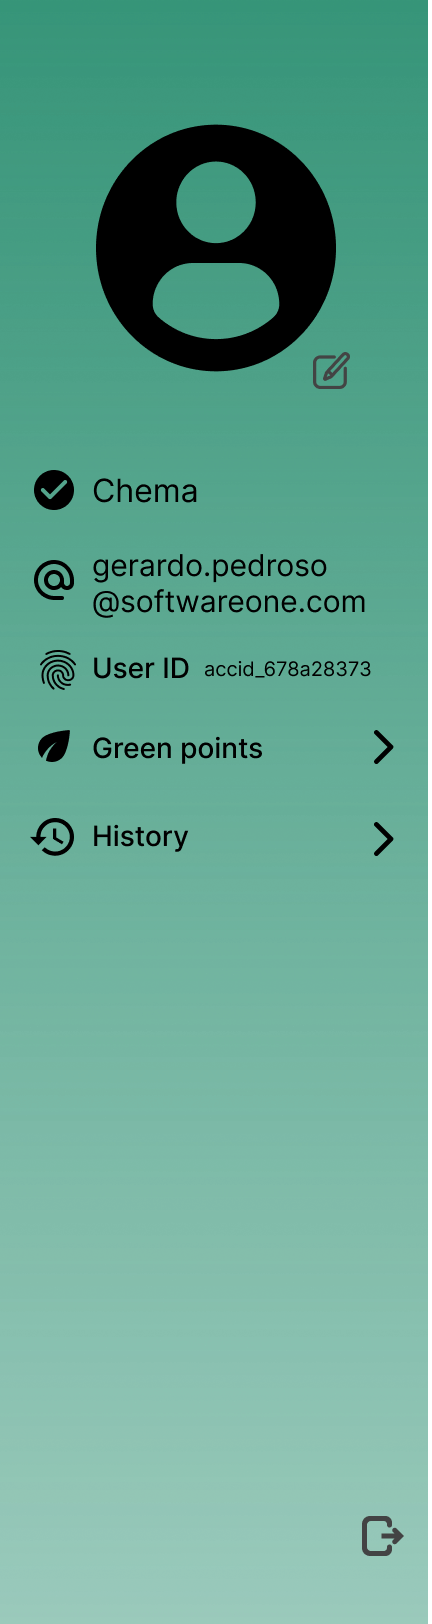 Chema
gerardo.pedroso
@softwareone.com
User ID accid_678a28373
Green points
History